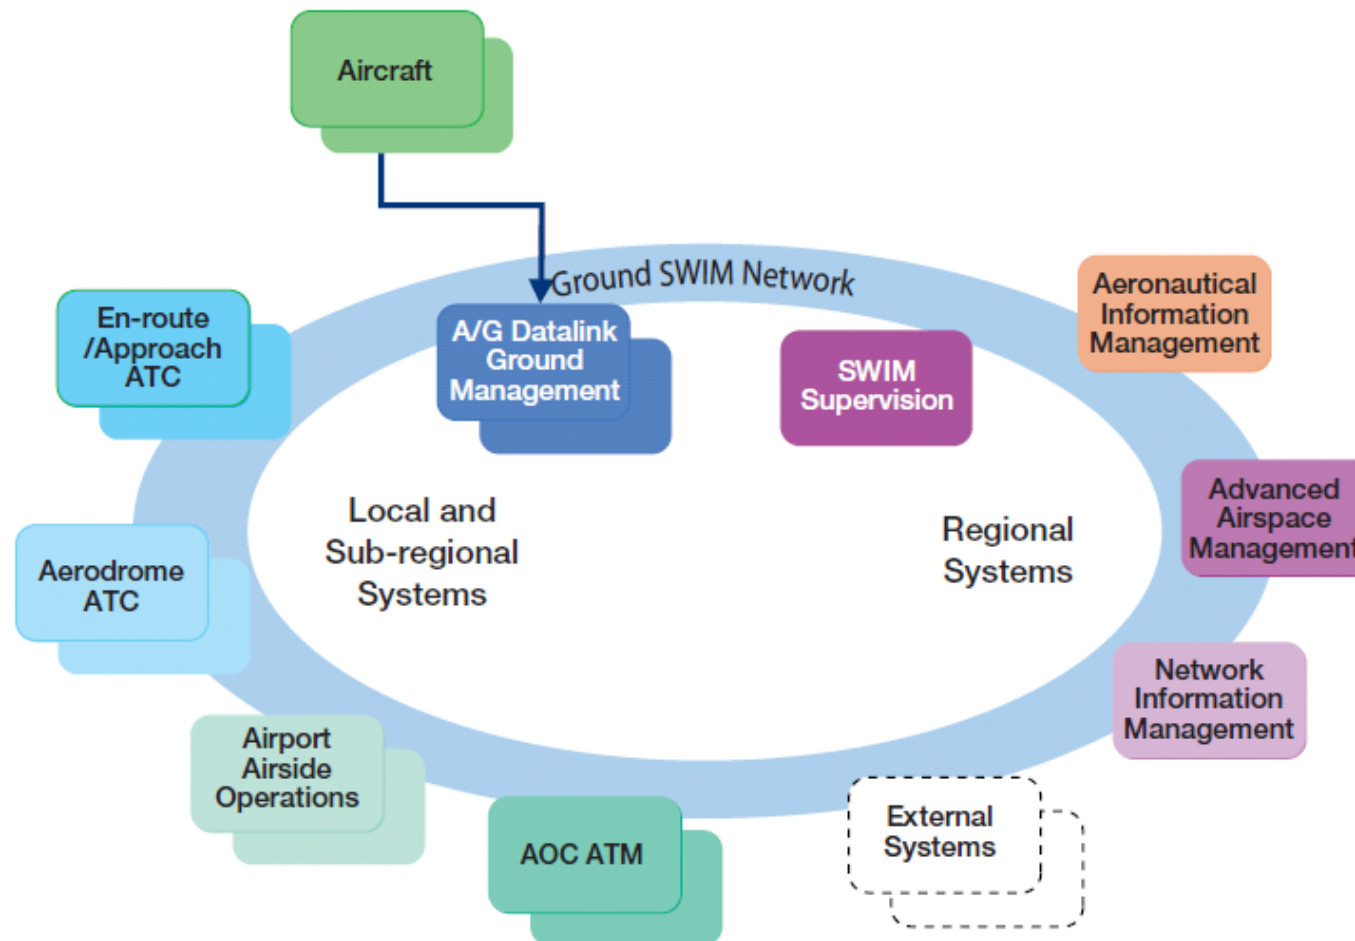 Aircraft
Ground SWIM Network
En-route
/Approach
ATC
A/G Datalink
Ground
Management
SWIM
Supervision
Aeronautical
Information
Management
Local and
Sub-regional
Systems
Regional
Systems
Advanced
Airspace
Management
Aerodrome
ATC
Network
Information
Management
Airport
Airside
Operations
AOC ATM
External
Systems